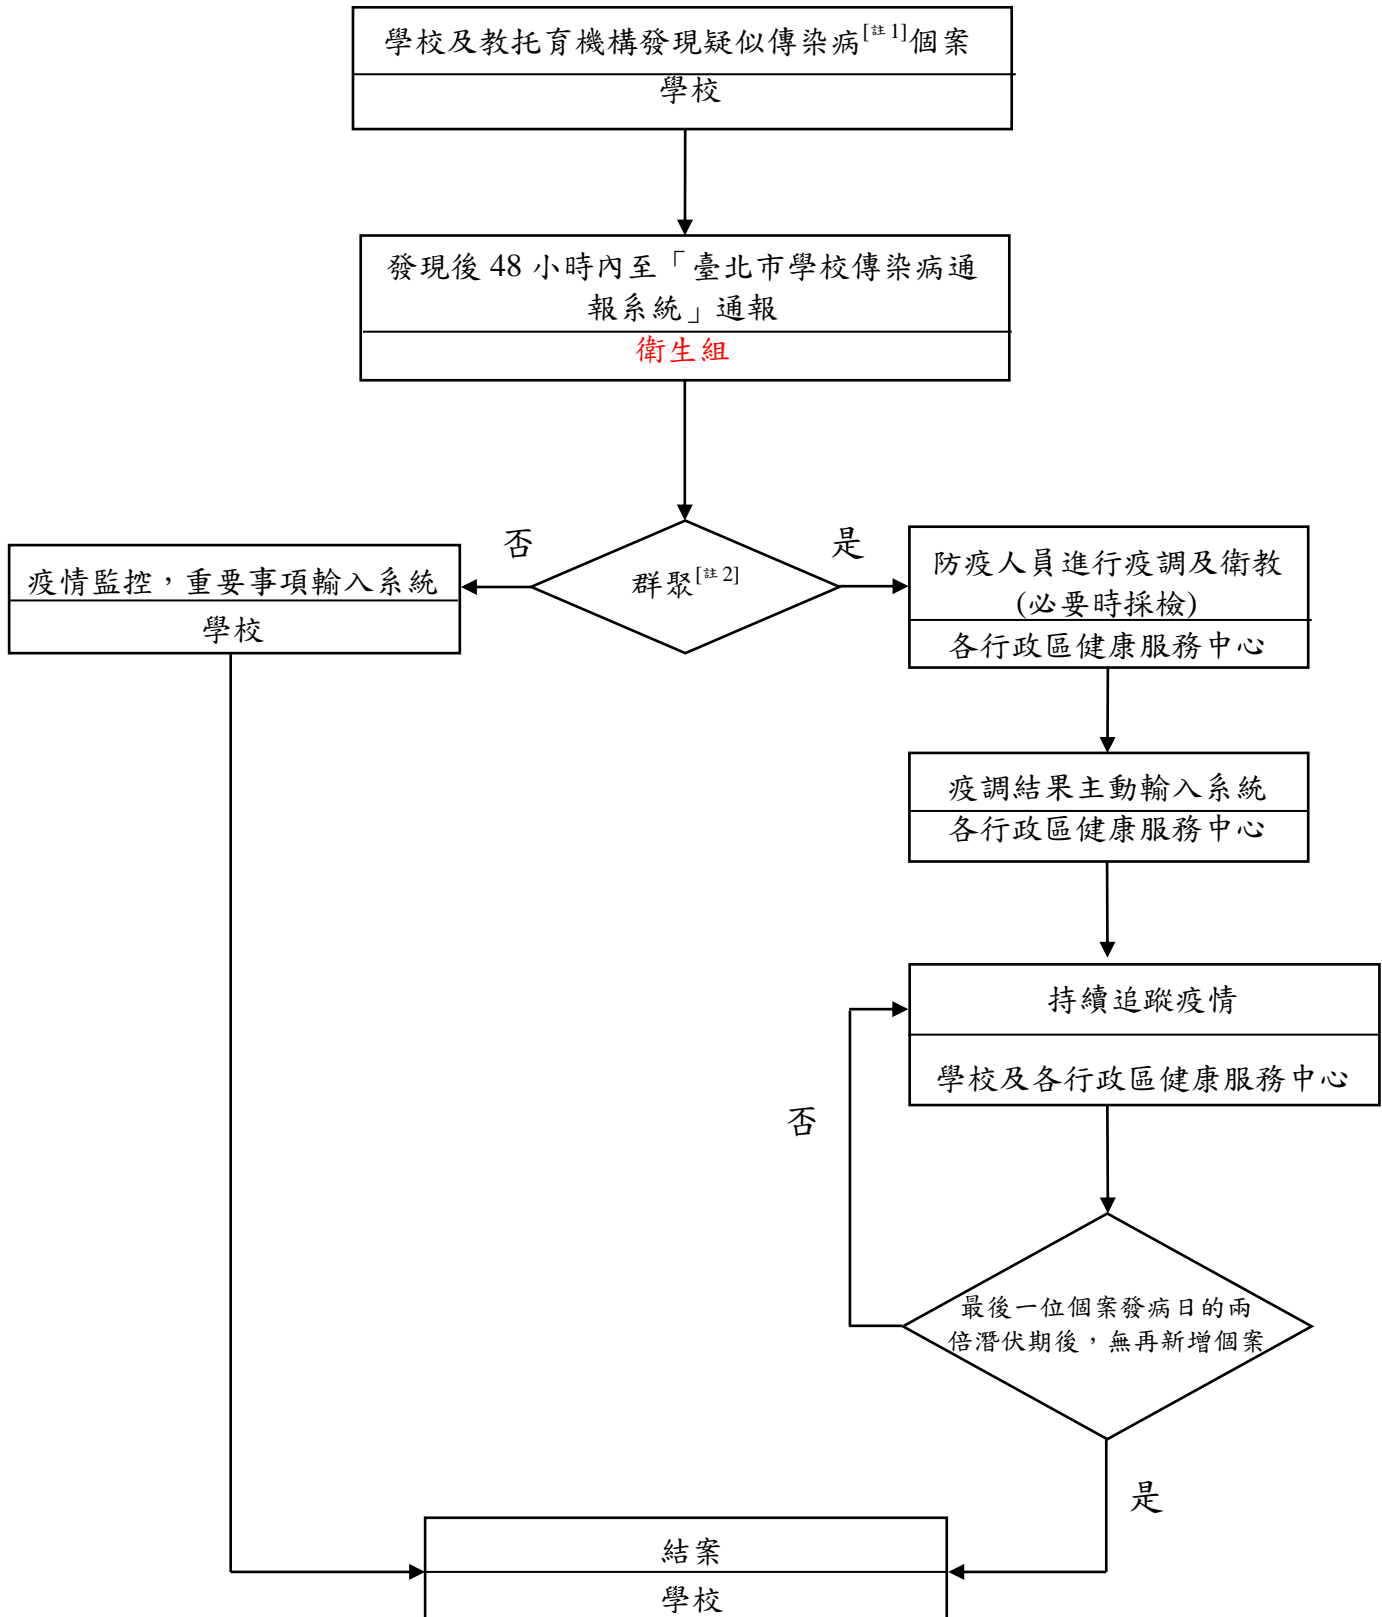 學校及教托育機構發現疑似傳染病[註 1]個案
學校
發現後 48 小時內至「臺北市學校傳染病通
報系統」通報
衛生組
否
是
群聚[註 2]
疫情監控，重要事項輸入系統
學校
防疫人員進行疫調及衛教
(必要時採檢)
各行政區健康服務中心
疫調結果主動輸入系統
各行政區健康服務中心
持續追蹤疫情
學校及各行政區健康服務中心
否
最後一位個案發病日的兩
倍潛伏期後，無再新增個案
是
結案
學校